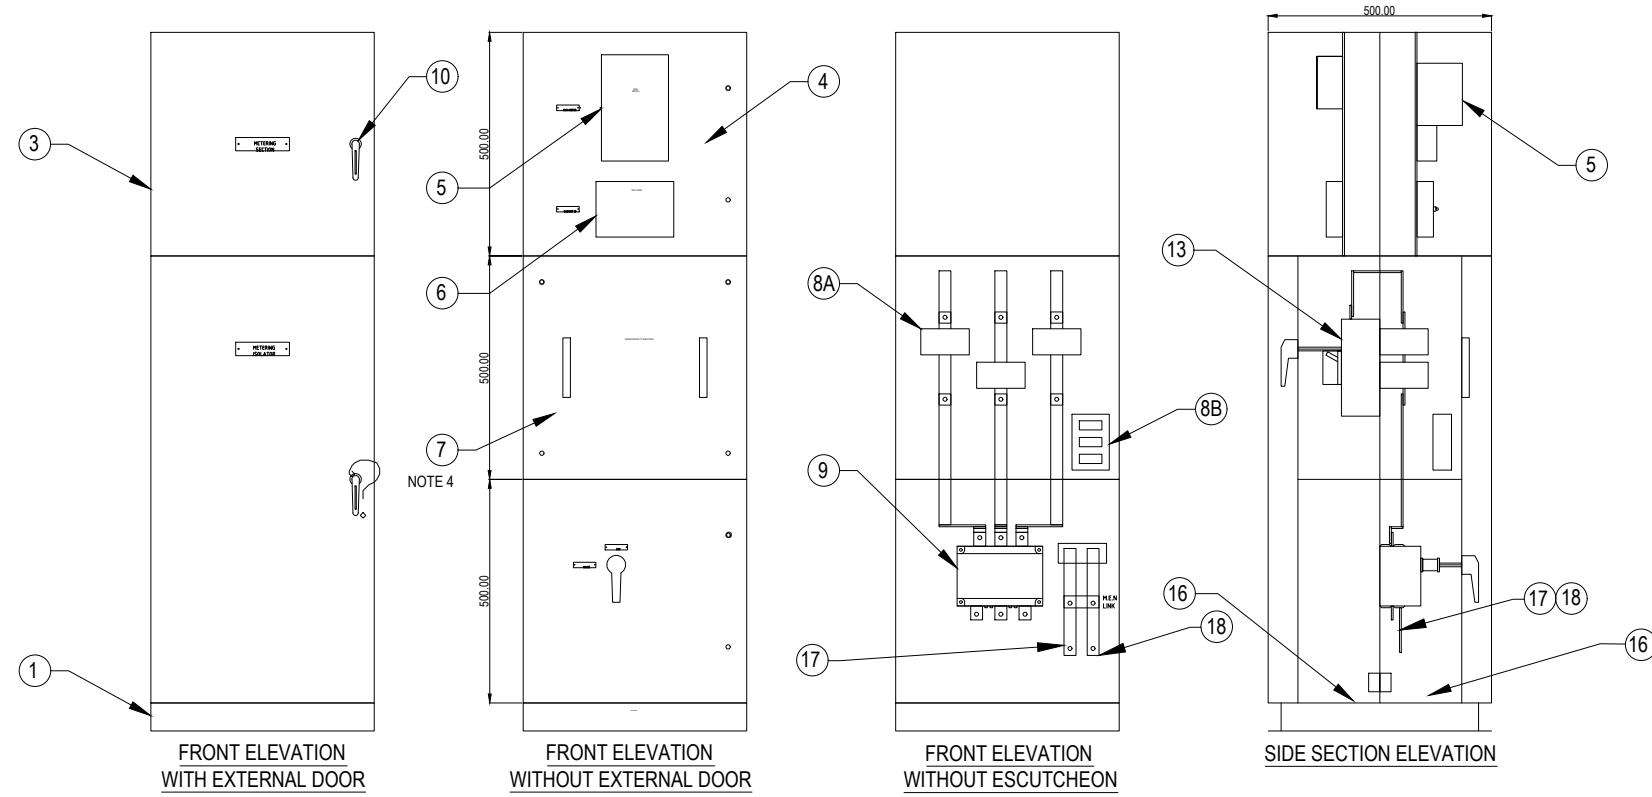 500.00
10
4
3
METERING
SECTION
500.00
5
5
6
13
8A
METERING
ISOLATOR
500.00
7
8B
NOTE 4
9
500.00
M.E.N
LINK
16
17
18
18
17
16
1
FRONT ELEVATION
WITH EXTERNAL DOOR
FRONT ELEVATION
WITHOUT EXTERNAL DOOR
FRONT ELEVATION
WITHOUT ESCUTCHEON
SIDE SECTION ELEVATION